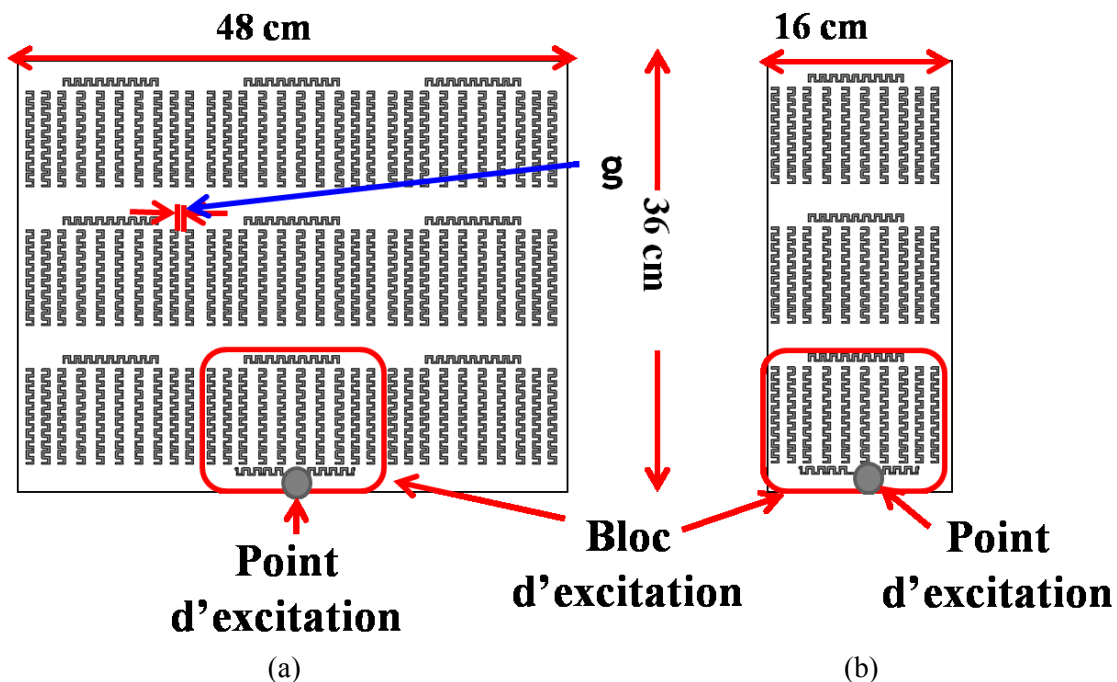 48 cm
16 cm
g
36 cm
Point
d’excitation
Bloc
d’excitation
Point
d’excitation
(a)
(b)